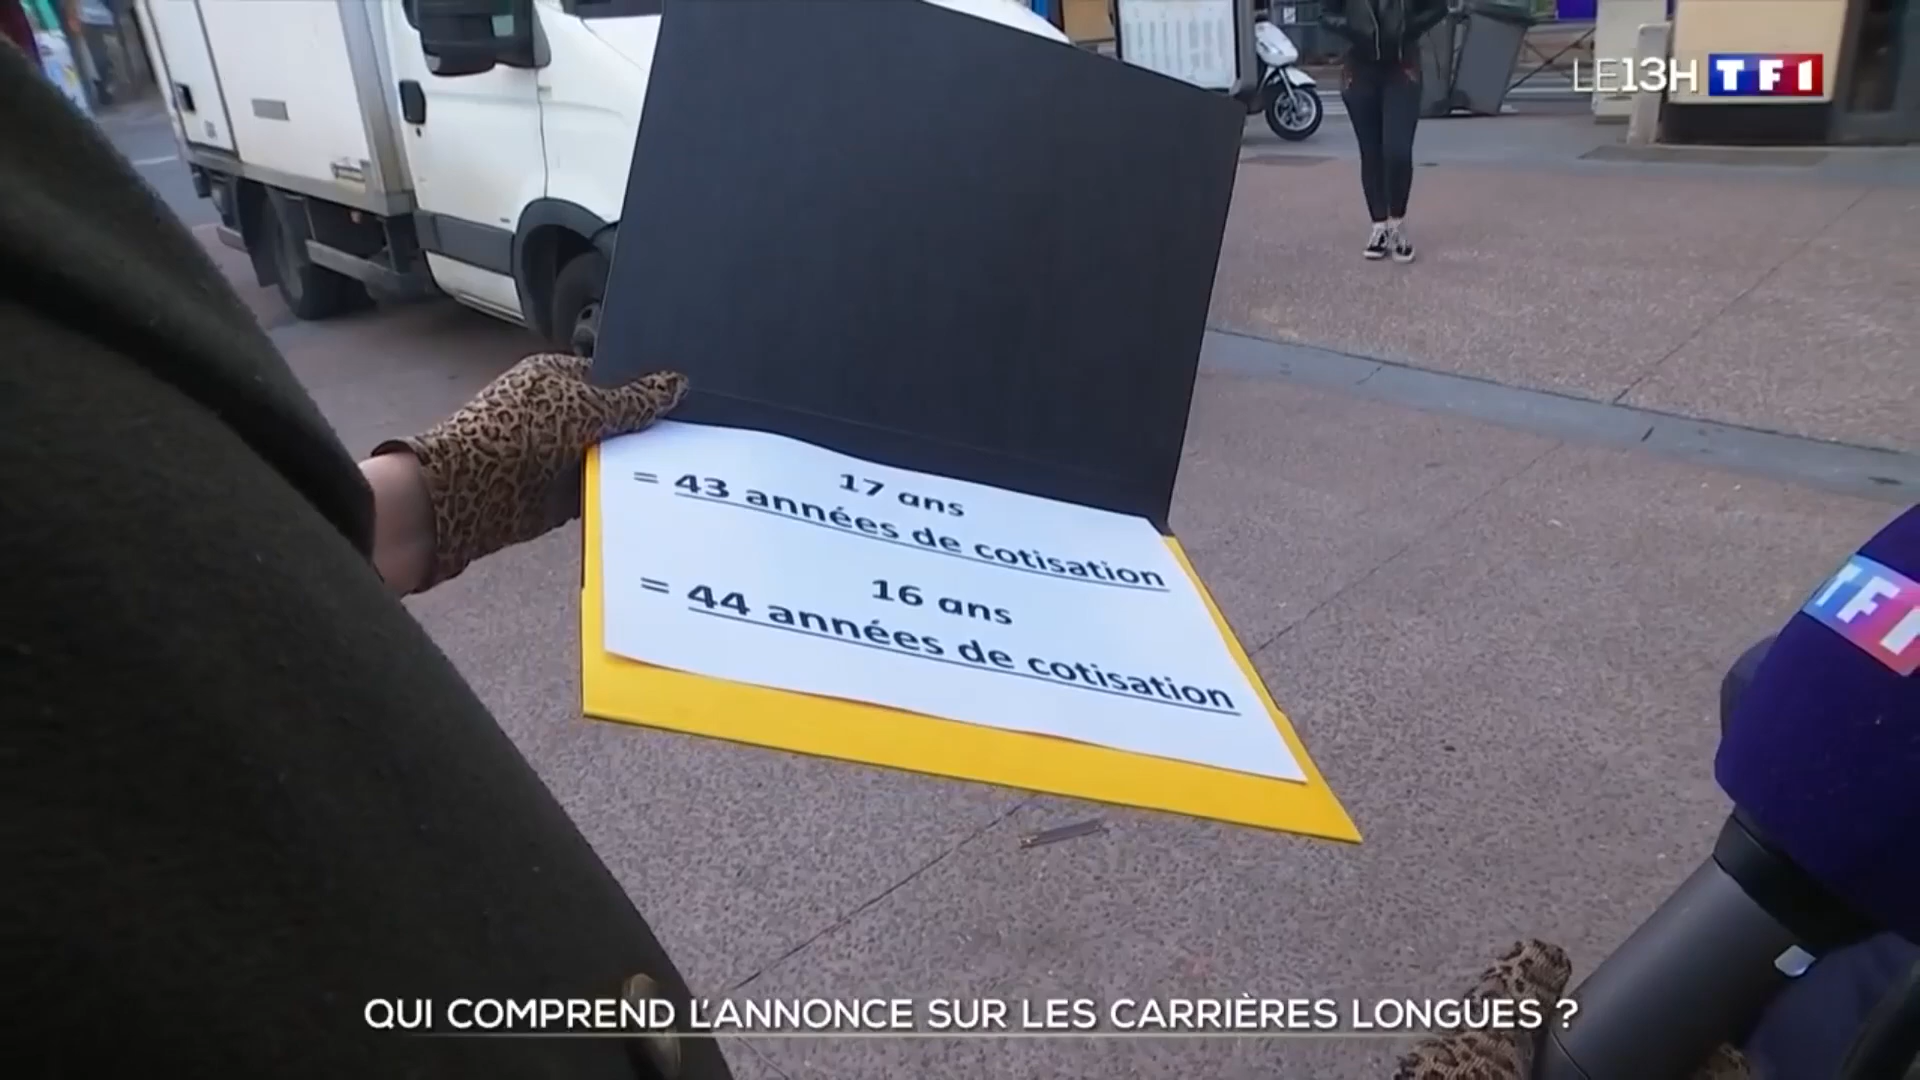 LE13H TF1
17 ans
= 43 années de cotisation
16 ans
= 44 années de cotisation
TF1
QUI COMPREND L'ANNONCE SUR LES CARRIÈRES LONGUES ?